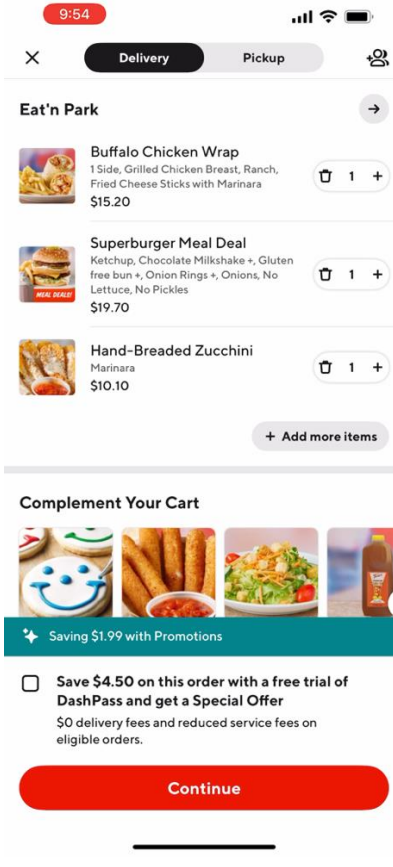 9:54
Delivery
Pickup
Eat'n Park
Buffalo Chicken Wrap
1 Side, Grilled Chicken Breast, Ranch,
Fried Cheese Sticks with Marinara
$15.20
1 +
Superburger Meal Deal
Ketchup, Chocolate Milkshake +, Gluten
free bun +, Onion Rings +, Onions, No
Lettuce, No Pickles
$19.70
MEAL DEALS!
1 +
Hand-Breaded Zucchini
Marinara
$10.10
1 +
+ Add more items
Complement Your Cart
Saving $1.99 with Promotions
Save $4.50 on this order with a free trial of
DashPass and get a Special Offer
$0 delivery fees and reduced service fees on
eligible orders.
Continue